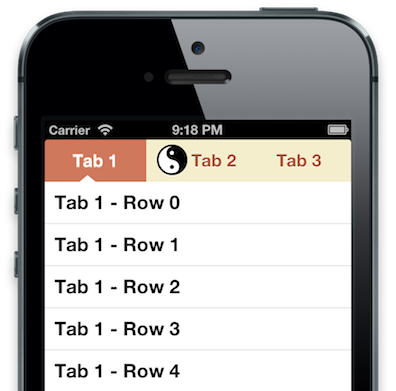 Carrier 9:18 PM
Tab 1 Tab 2 Tab 3
Tab 1 - Row 0
Tab 1 - Row 1
Tab 1 - Row 2
Tab 1 - Row 3
Tab 1 - Row 4